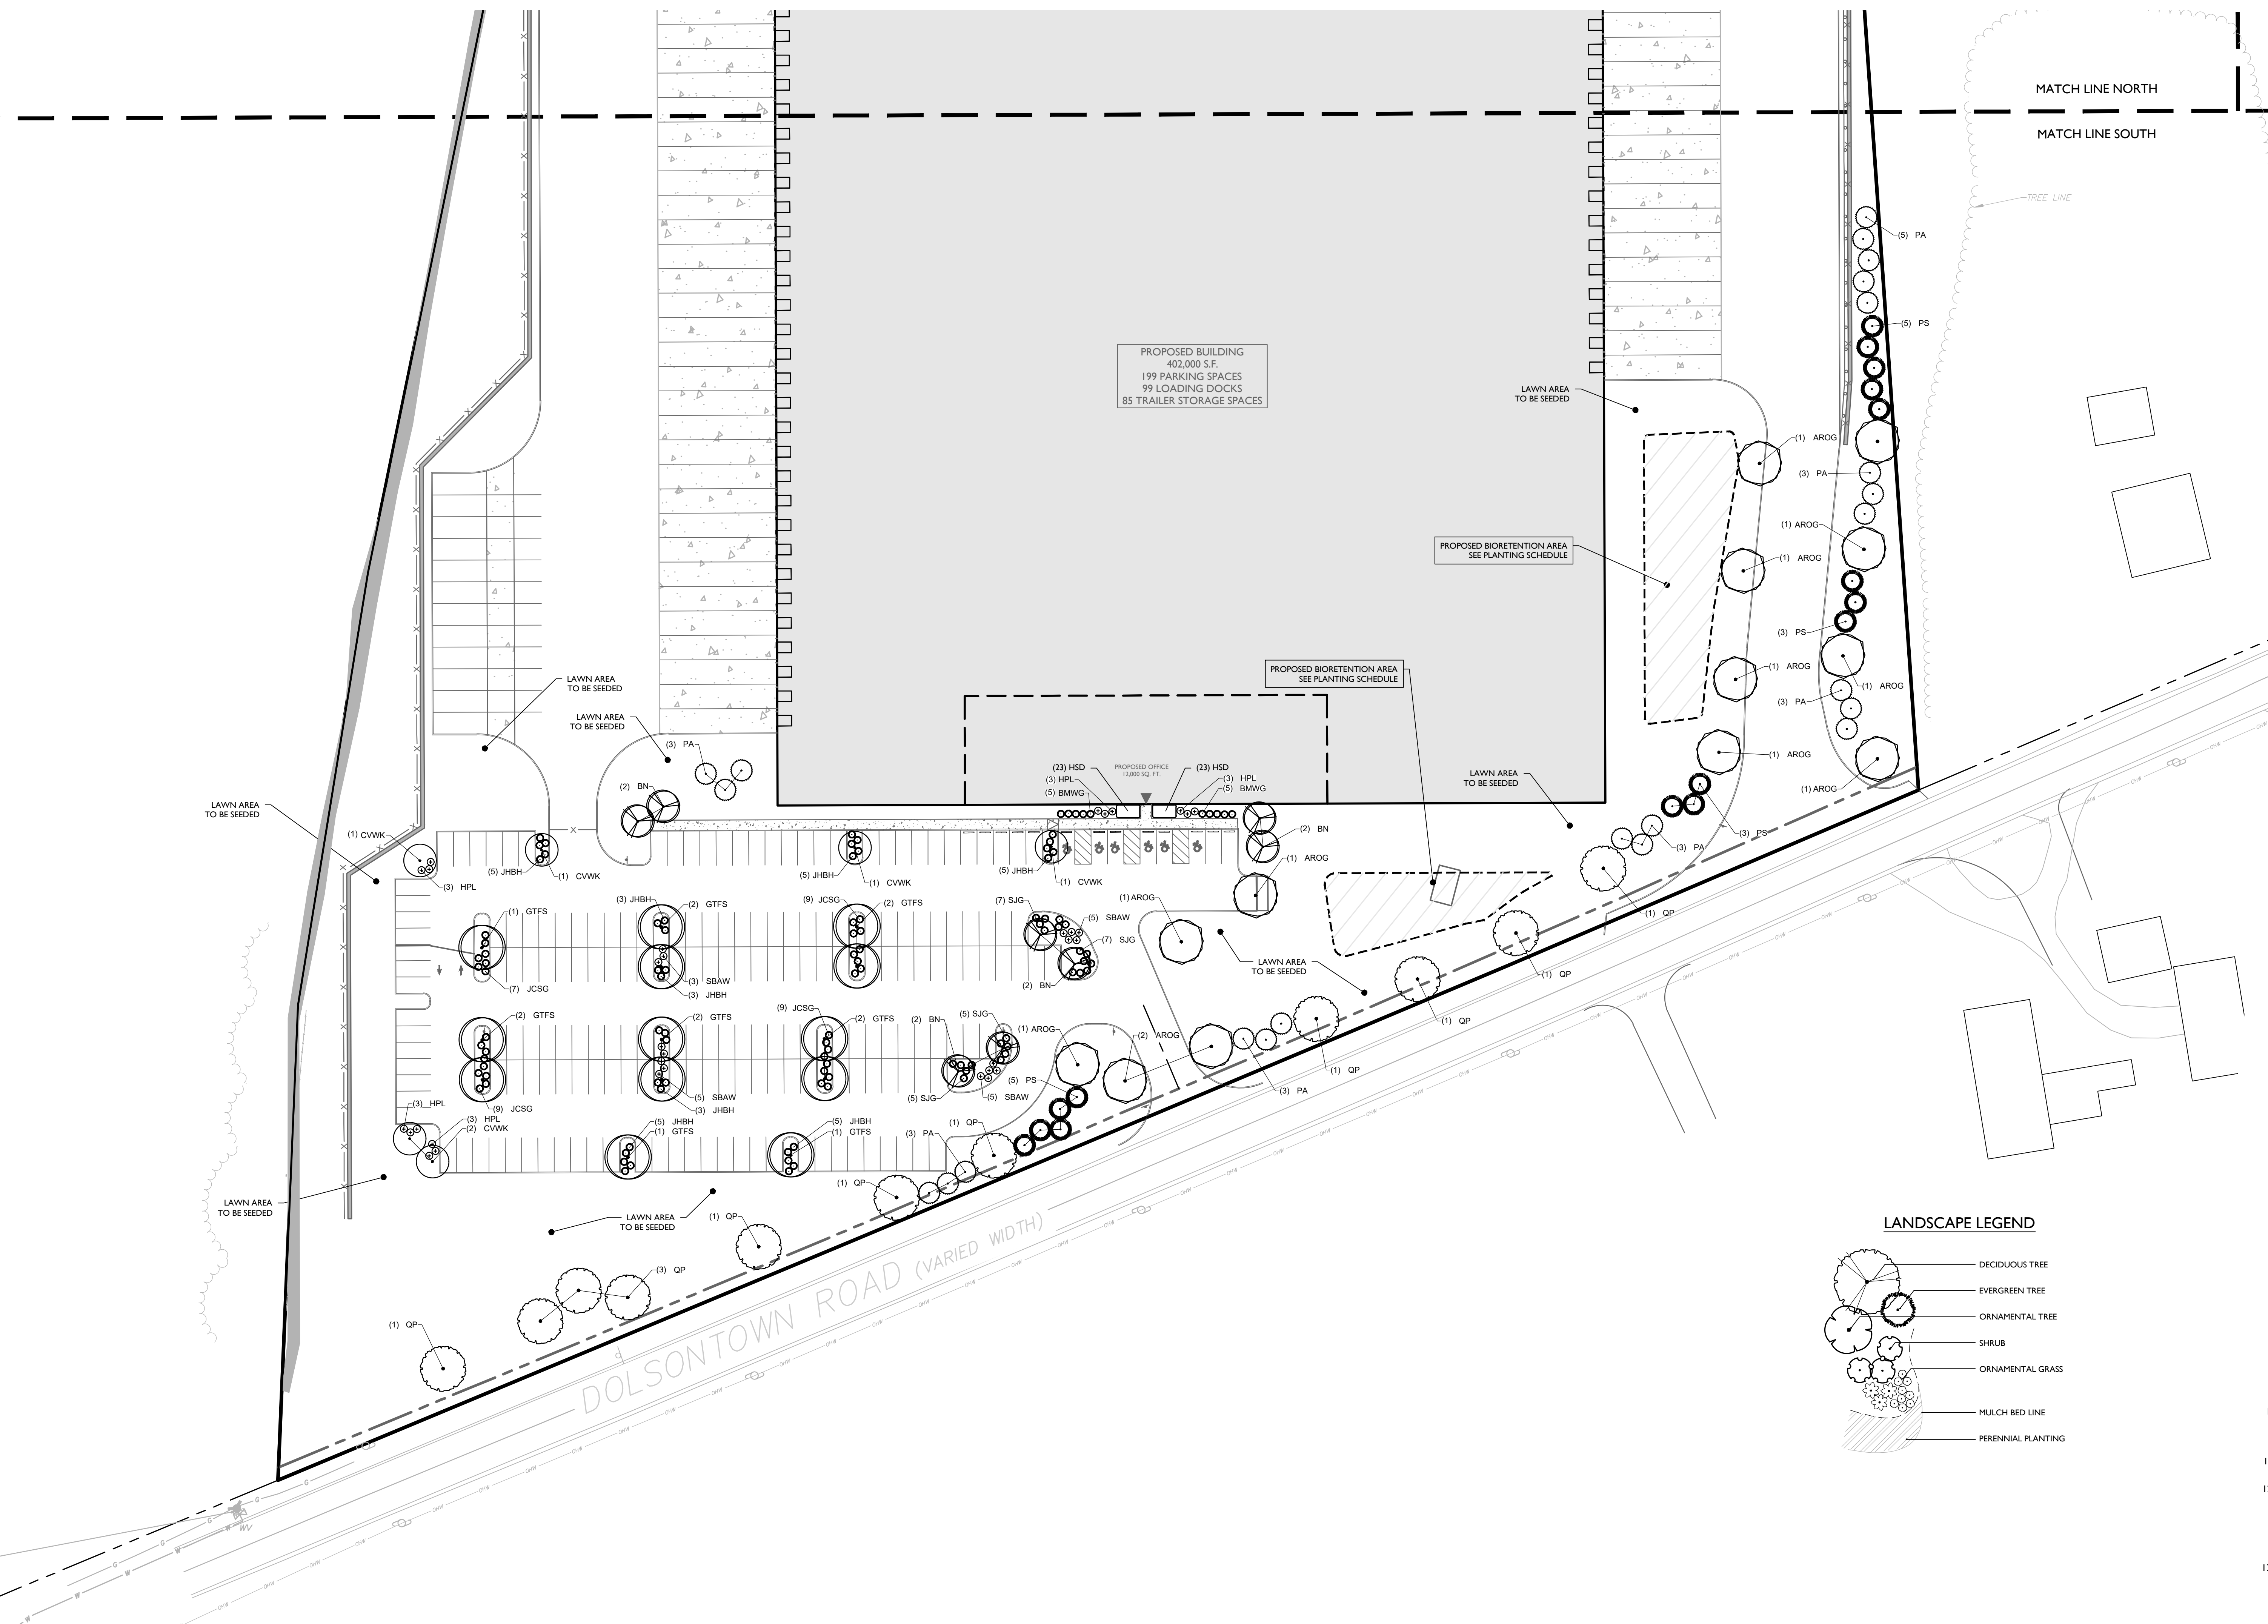 MATCH LINE NORTH
MATCH LINE SOUTH
TREE LINE
(5) PA
(5) PS
PROPOSED BUILDING
402,000 S.F.
199 PARKING SPACES
99 LOADING DOCKS
85 TRAILER STORAGE SPACES
LAWN AREA
TO BE SEEDED
(1) AROG
(3) PA
(1) AROG
(1) AROG
PROPOSED BIORETENTION AREA
SEE PLANTING SCHEDULE
(3) PS
(1) AROG
(1) AROG
(3) PA
PROPOSED BIORETENTION AREA
SEE PLANTING SCHEDULE
LAWN AREA
TO BE SEEDED
LAWN AREA
TO BE SEEDED
(3) PA
(1) AROG
(1) AROG
(2) BN
(23) HSD
(3) HPL
(5) BMWG
PROPOSED OFFICE
12,000 SQ. FT.
(23) HSD
(3) HPL
(5) BMWG
LAWN AREA
TO BE SEEDED
LAWN AREA
TO BE SEEDED
(1) CVWK
(3) HPL
(5) JHBH
(1) CVWK
(5) JHBH
(1) CVWK
(5) JHBH
(1) CVWK
(2) BN
(1) AROG
(3) PS
(3) PA
(1) QP
(1) GTFS
(3) JHBH
(2) GTFS
(9) JCSG
(2) GTFS
(7) SJG
(5) SBAW
(7) SJG
(1) AROG
(2) BN
LAWN AREA
TO BE SEEDED
(1) QP
(7) JCSG
(3) SBAW
(3) JHBH
(2) GTFS
(2) GTFS
(9) JCSG
(2) GTFS
(2) BN
(5) SJG
(1) AROG
(2) AROG
(1) QP
(1) QP
(3) PA
(5) PS
(5) SBAW
(5) SJG
(3) HPL
(9) JCSG
(5) SBAW
(3) JHBH
(3) HPL
(2) CVWK
(5) JHBH
(1) GTFS
(5) JHBH
(1) GTFS
(3) PA
(1) QP
(1) QP
LAWN AREA
TO BE SEEDED
LAWN AREA
TO BE SEEDED
(1) QP
(3) QP
(1) QP
DOLSONTOWN ROAD (VARIED WIDTH)
LANDSCAPE LEGEND
DECIDUOUS TREE
EVERGREEN TREE
ORNAMENTAL TREE
SHRUB
ORNAMENTAL GRASS
MULCH BED LINE
PERENNIAL PLANTING
WV